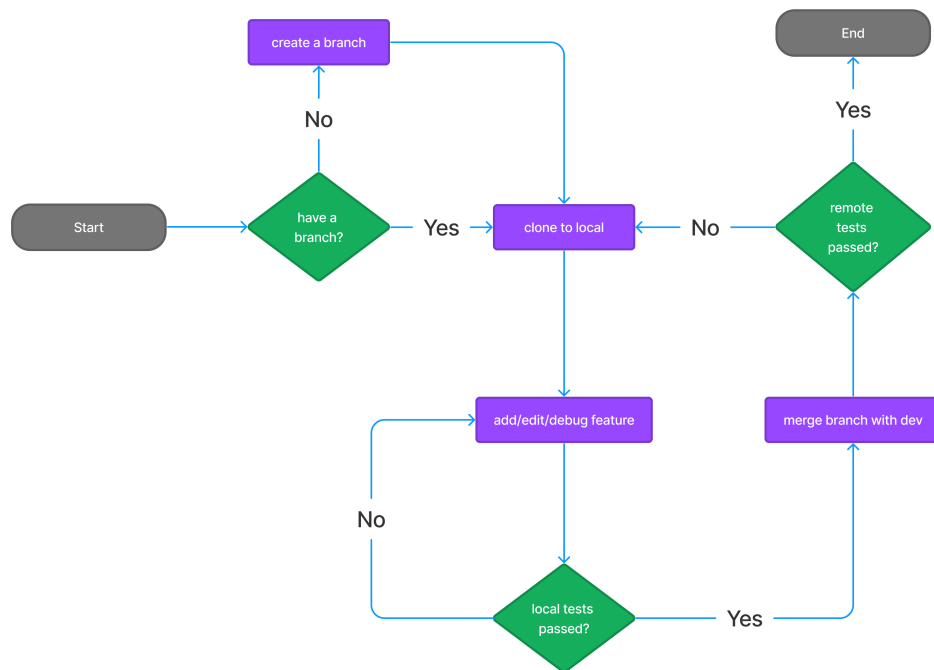 create a branch
End
No
Yes
Start
have a
branch?
Yes
clone to local
No
remote
tests
passed?
add/edit/debug feature
merge branch with dev
No
local tests
passed?
Yes